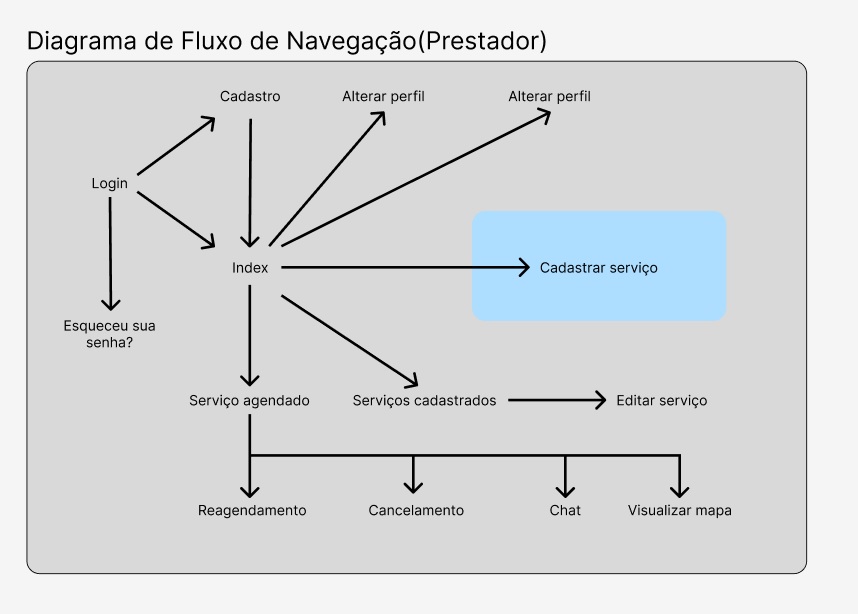 Diagrama de Fluxo de Navegação(Prestador)
Cadastro
Alterar perfil
Alterar perfil
Login
Index
Cadastrar serviço
Esqueceu sua
senha?
Serviço agendado
Serviços cadastrados
Editar serviço
Reagendamento
Cancelamento
Chat
Visualizar mapa